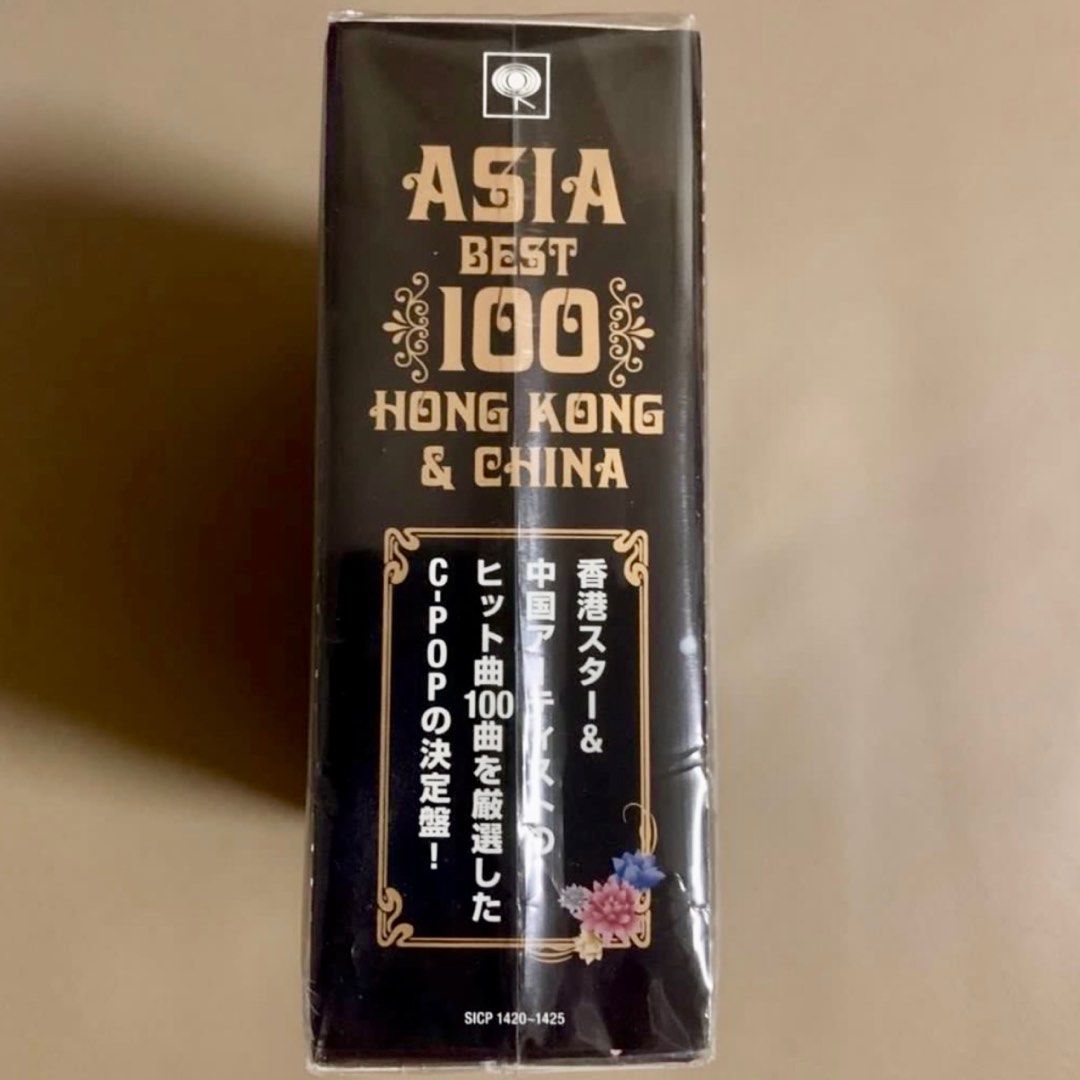 ASIA
BEST
100
HONG KONG
& CHINA
香港スター&
中国アーティストの
ヒット曲100曲を厳選した
C-POPの決定盤!
SICP 1420~1425